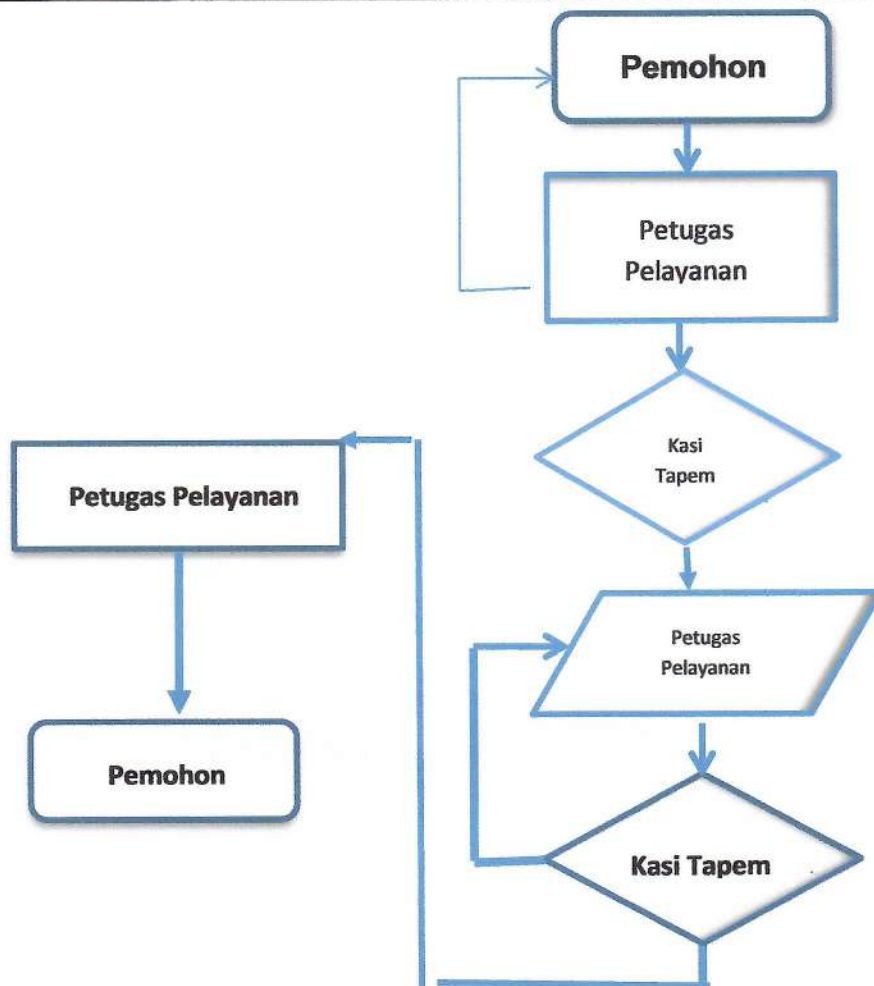 Pemohon
Petugas
Pelayanan
Kasi
Tapem
Petugas
Pelayanan
Kasi Tapem
Petugas Pelayanan
Pemohon